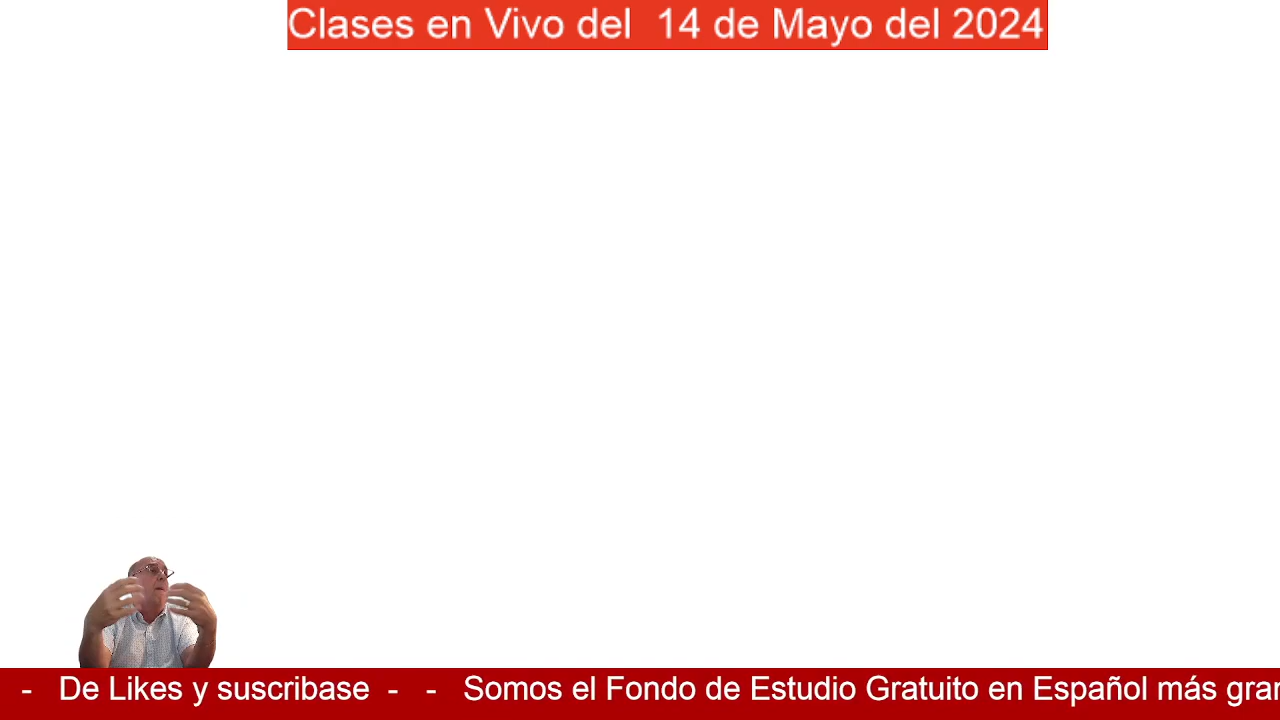 Clases en Vivo del  14 de Mayo del 2024
-   De Likes y suscribase  -   -   Somos el Fondo de Estudio Gratuito en Español más